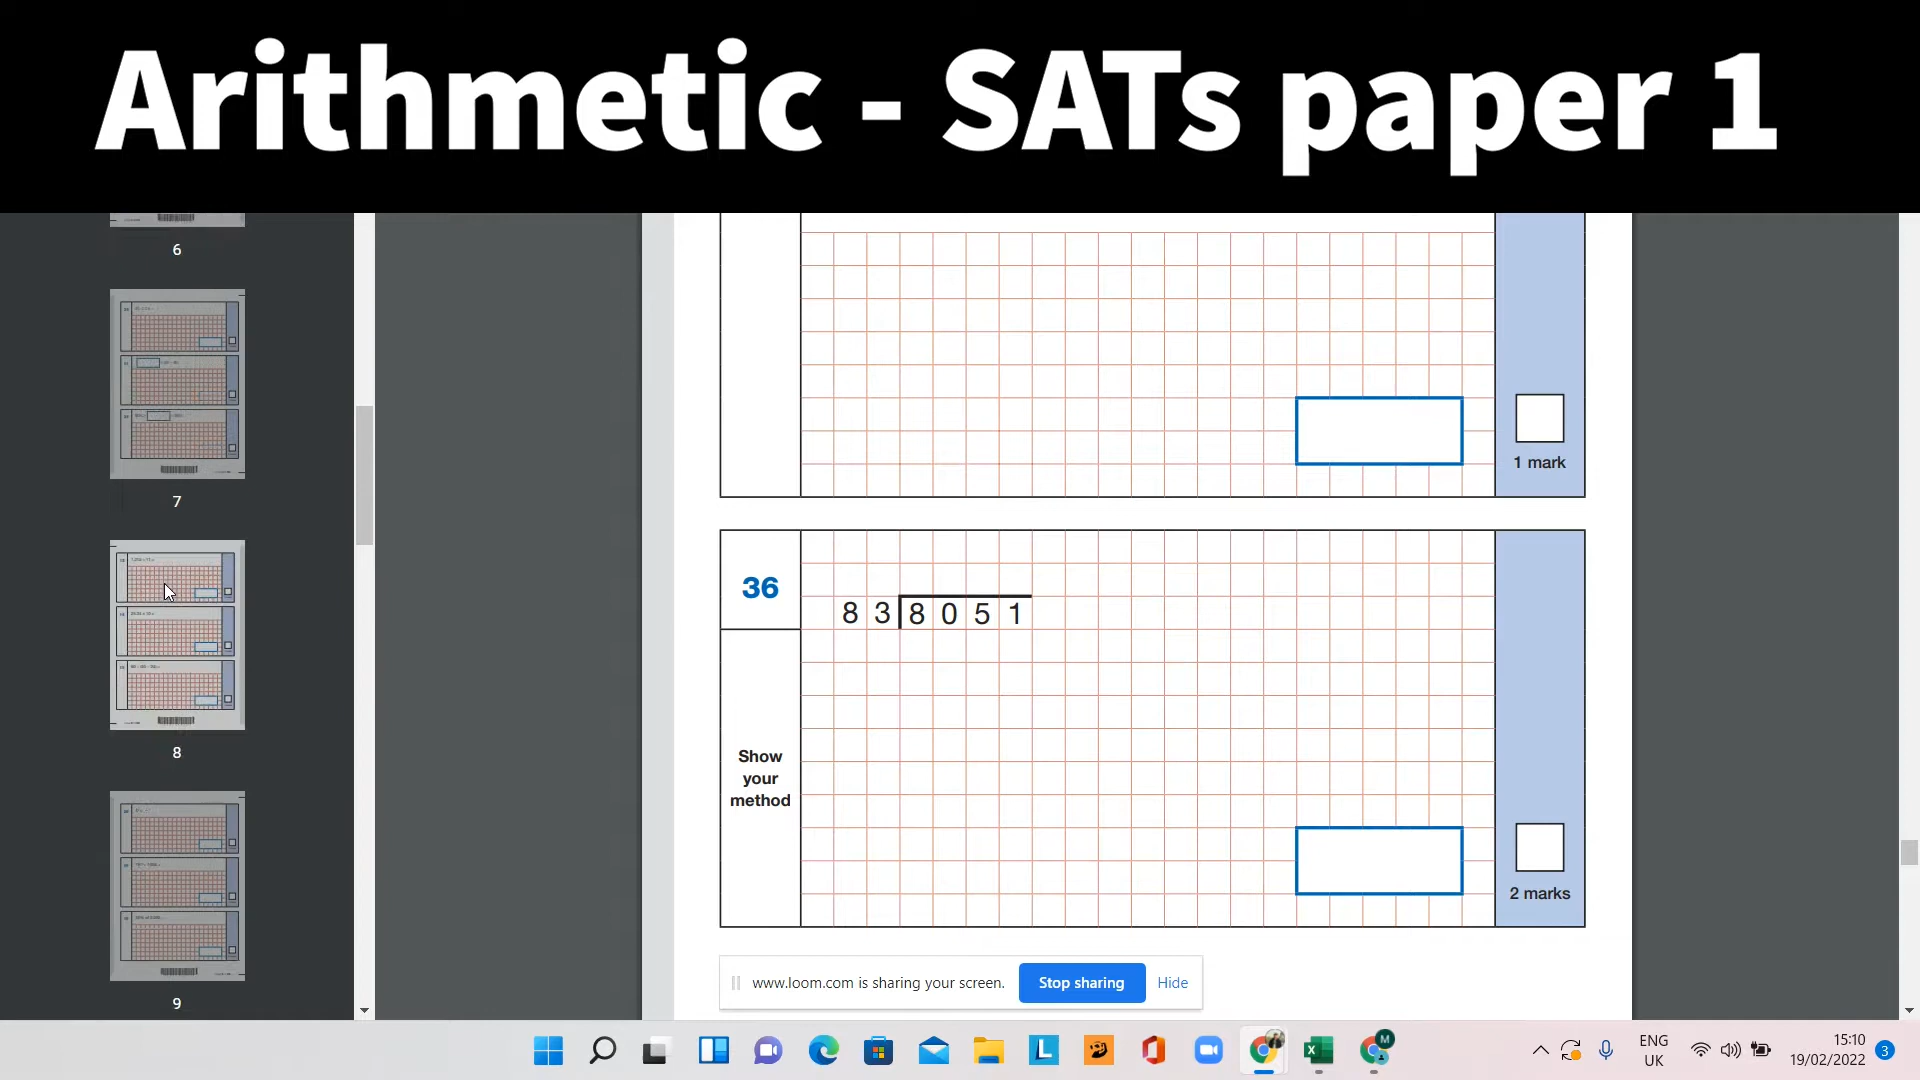 Arithmetic - SATs paper 1
6
7
8
9
1 mark
36
8 3 8 0 5 1
Show
your
method
2 marks
www.loom.com is sharing your screen.
Stop sharing
Hide
ENG
UK
15:10
19/02/2022
3
L
M